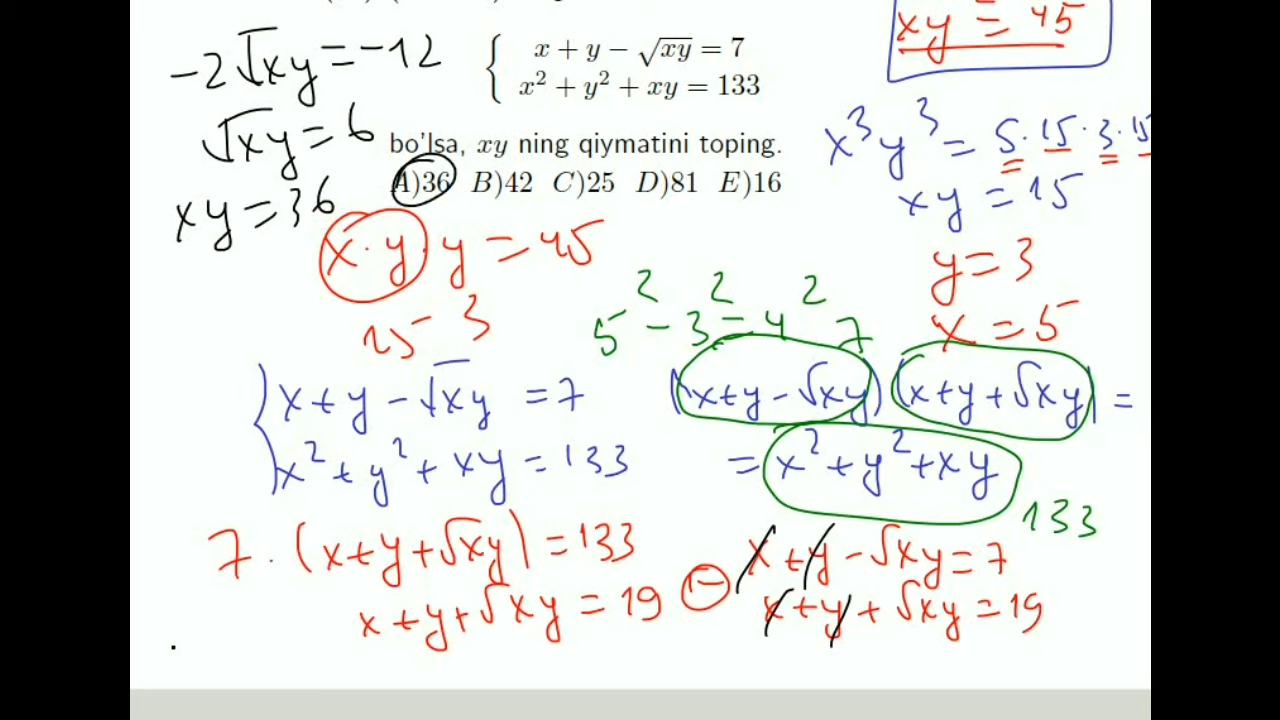 xy = 45
-2√xy = -12
x + y − √xy = 7
x² + y² + xy = 133
√xy = 6
bo'lsa, xy ning qiymatini toping.
A)36 B)42 C)25 D)81 E)16
xy = 36
x³y³ = 5·15·3·15
xy = 15
y = 3
x = 5
x·y·y = 45
15 3
5² - 3² = 4²
7
x+y-√xy = 7
x²+y²+xy = 133
(x+y-√xy)(x+y+√xy) =
= x²+y²+xy
133
7·(x+y+√xy) = 133
x+y+√xy = 19
x+y-√xy = 7
x+y+√xy = 19